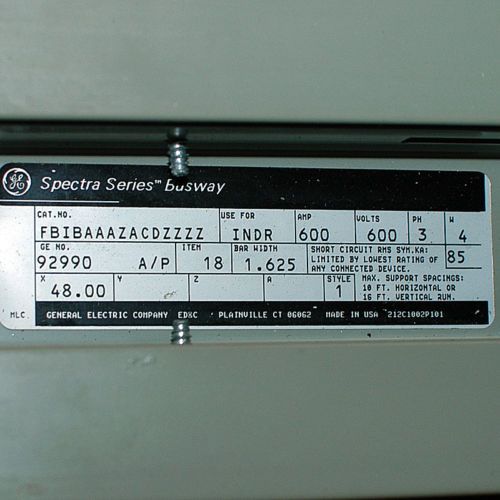 GE Spectra Series™ Busway
CAT.NO. USE FOR AMP VOLTS PH W
FBIBAAAZACDZZZZ INDR 600 600 3 4
GE NO. ITEM BAR WIDTH SHORT CIRCUIT RMS SYM.KA:
92990 A/P 18 1.625 LIMITED BY LOWEST RATING OF 85
ANY CONNECTED DEVICE.
X Y Z A STYLE MAX. SUPPORT SPACINGS:
48.00 1 10 FT. HORIZONTAL OR
16 FT. VERTICAL RUN.
MLC. GENERAL ELECTRIC COMPANY ED&C PLAINVILLE CT 06062 MADE IN USA 212C1002P101